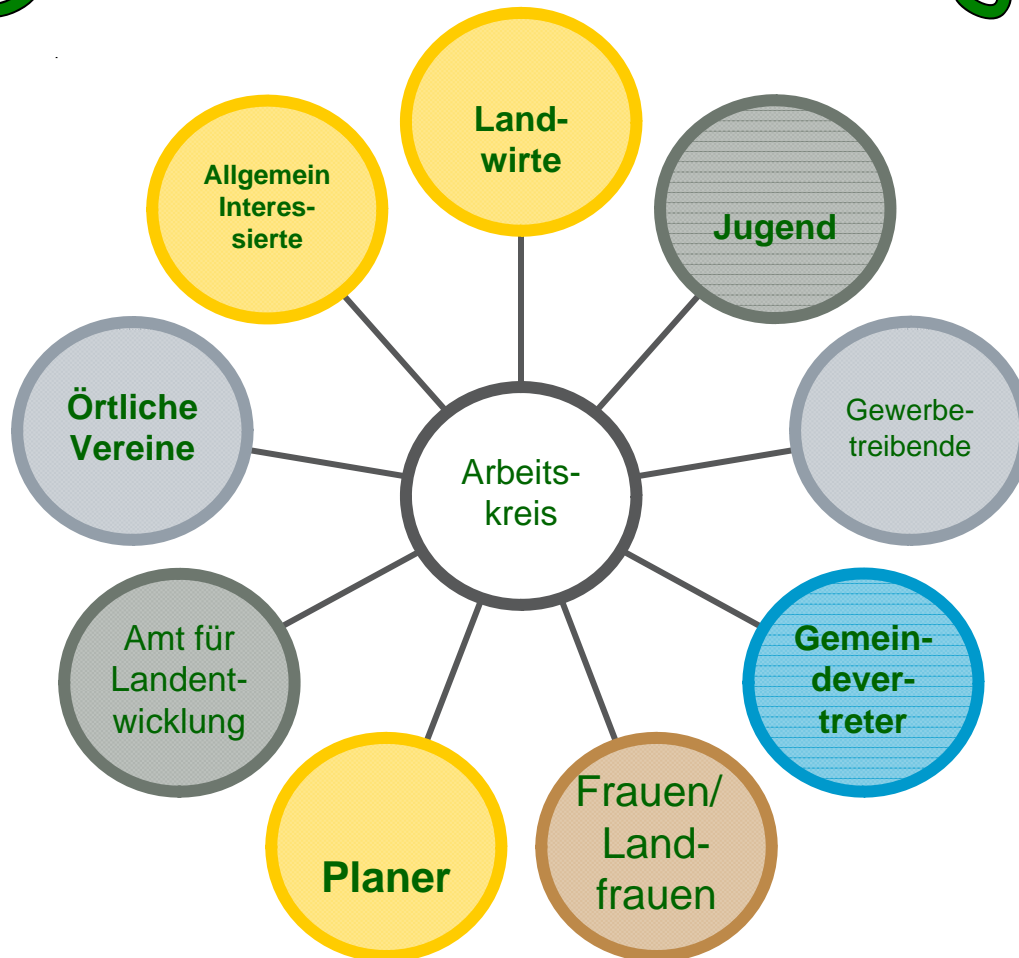 Land-
wirte
Allgemein
Interes-
sierte
Jugend
Örtliche
Vereine
Gewerbe-
treibende
Arbeits-
kreis
Amt für
Landent-
wicklung
Gemein-
dever-
treter
Planer
Frauen/
Land-
frauen